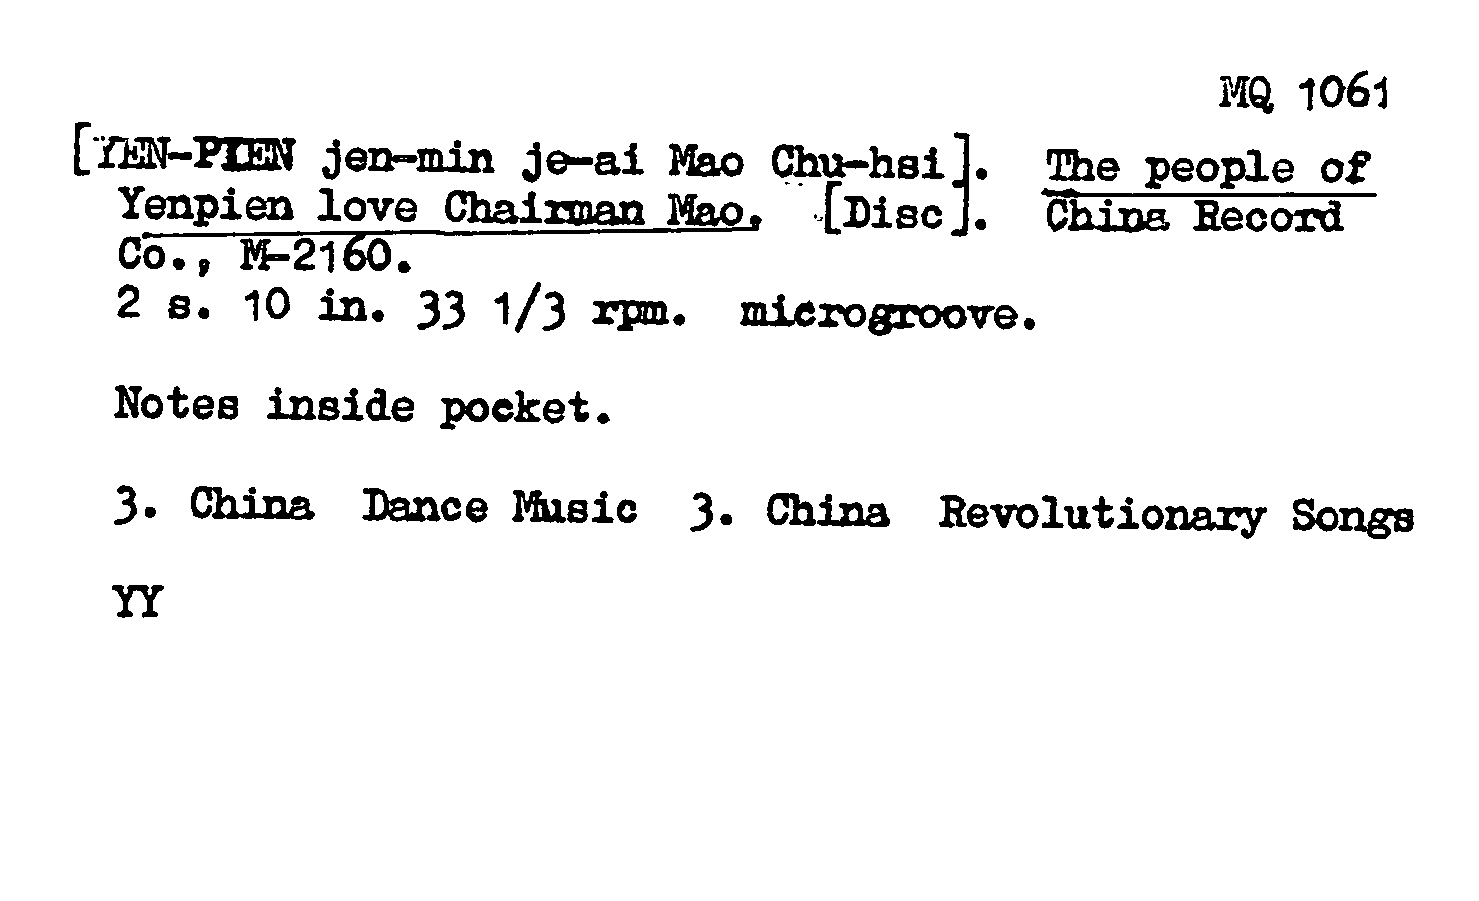 MQ 1061
[YEN-PIEN jen-min je-ai Mao Chu-hsi]. The people of
Yenpien love Chairman Mao. [Disc]. China Record
Co., M-2160.
2 s. 10 in. 33 1/3 rpm. microgroove.
Notes inside pocket.
3. China Dance Music 3. China Revolutionary Songs
YY